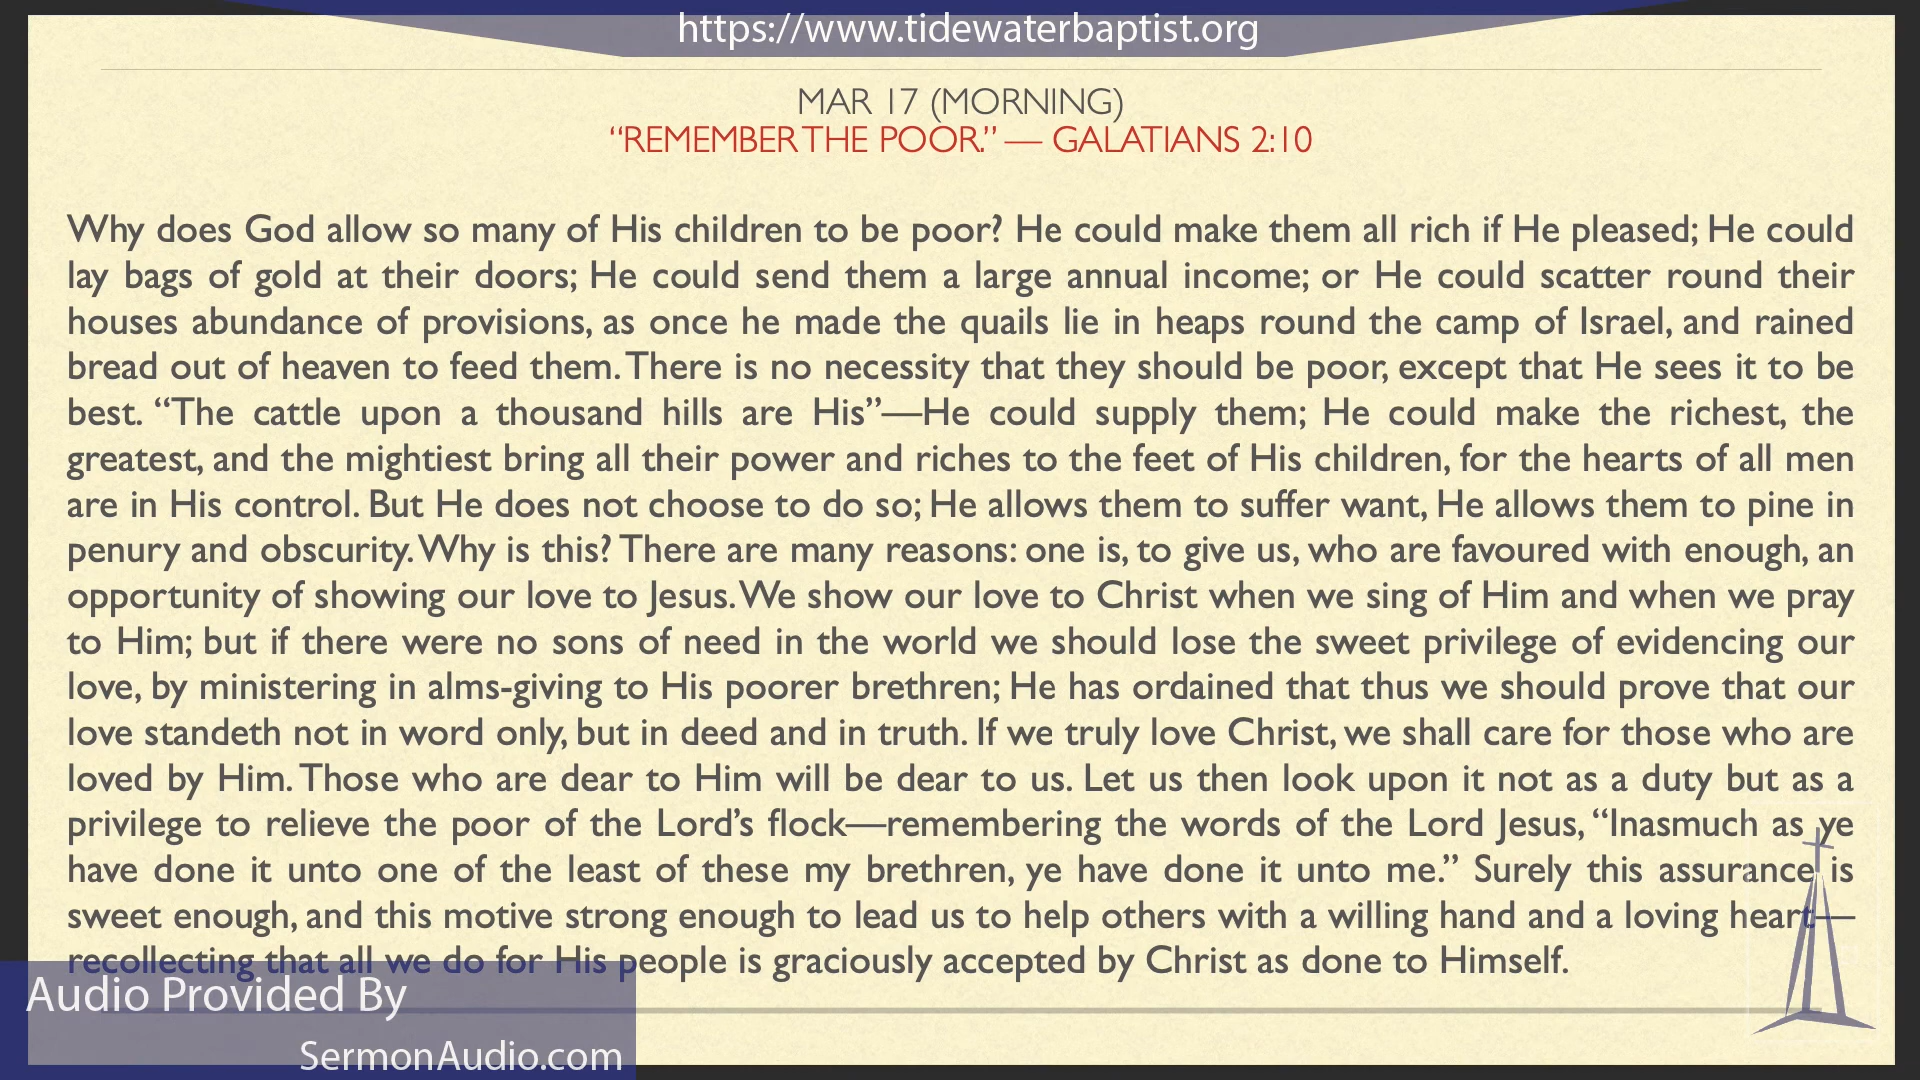 https://www.tidewaterbaptist.org
MAR 17 (MORNING)
“REMEMBER THE POOR.” — GALATIANS 2:10
Why does God allow so many of His children to be poor? He could make them all rich if He pleased; He could
lay bags of gold at their doors; He could send them a large annual income; or He could scatter round their
houses abundance of provisions, as once he made the quails lie in heaps round the camp of Israel, and rained
bread out of heaven to feed them. There is no necessity that they should be poor, except that He sees it to be
best. “The cattle upon a thousand hills are His”—He could supply them; He could make the richest, the
greatest, and the mightiest bring all their power and riches to the feet of His children, for the hearts of all men
are in His control. But He does not choose to do so; He allows them to suffer want, He allows them to pine in
penury and obscurity. Why is this? There are many reasons: one is, to give us, who are favoured with enough, an
opportunity of showing our love to Jesus. We show our love to Christ when we sing of Him and when we pray
to Him; but if there were no sons of need in the world we should lose the sweet privilege of evidencing our
love, by ministering in alms-giving to His poorer brethren; He has ordained that thus we should prove that our
love standeth not in word only, but in deed and in truth. If we truly love Christ, we shall care for those who are
loved by Him. Those who are dear to Him will be dear to us. Let us then look upon it not as a duty but as a
privilege to relieve the poor of the Lord’s flock—remembering the words of the Lord Jesus, “Inasmuch as ye
have done it unto one of the least of these my brethren, ye have done it unto me.” Surely this assurance is
sweet enough, and this motive strong enough to lead us to help others with a willing hand and a loving heart—
recollecting that all we do for His people is graciously accepted by Christ as done to Himself.
Audio Provided By
SermonAudio.com